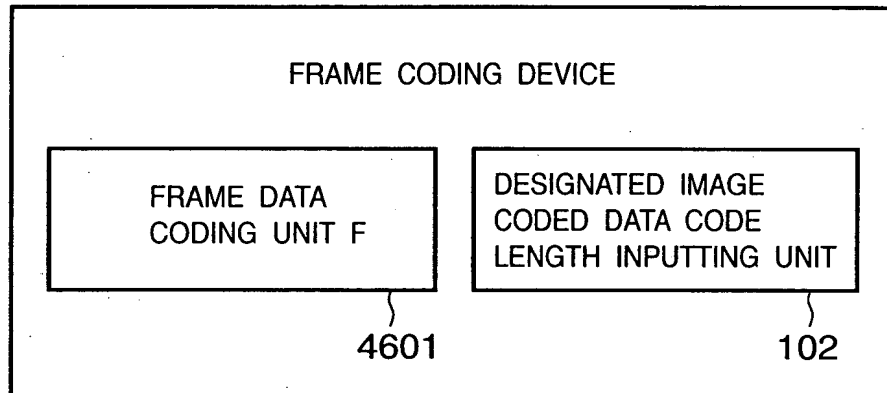 FRAME CODING DEVICE
FRAME DATA
CODING UNIT F
DESIGNATED IMAGE
CODED DATA CODE
LENGTH INPUTTING UNIT
4601
102